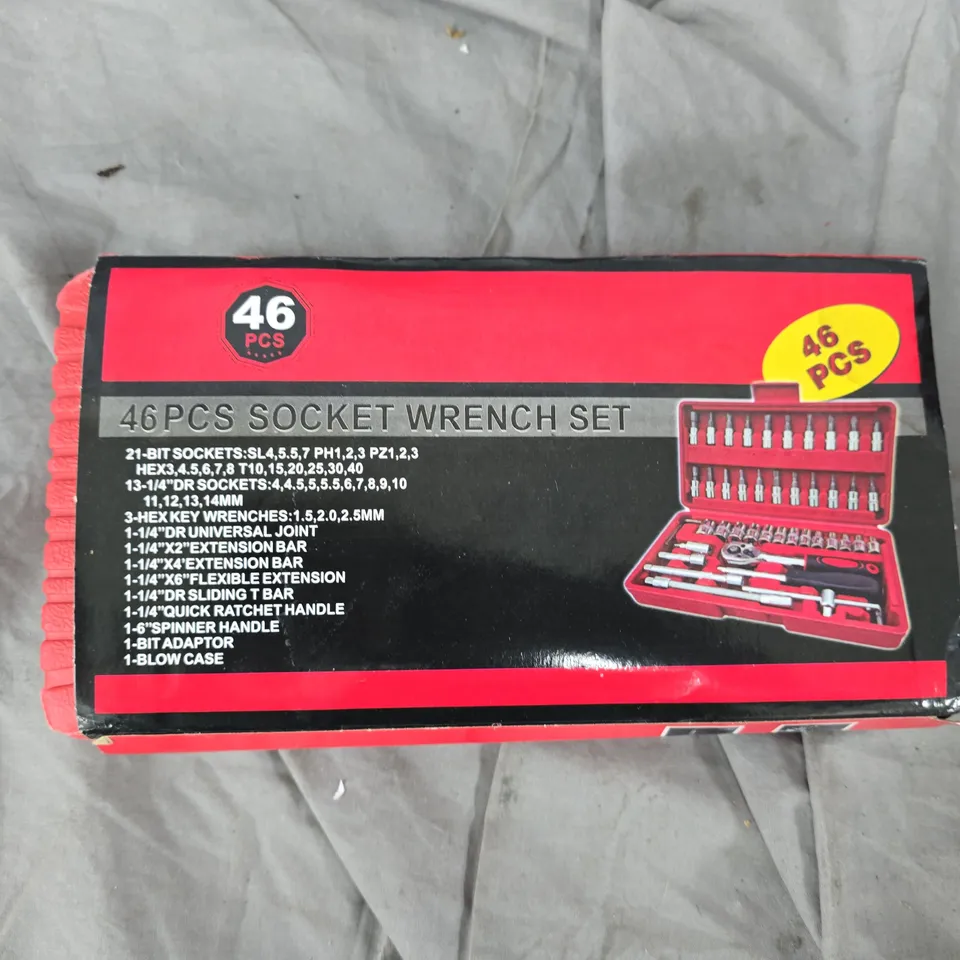 46
PCS
46
PCS
46PCS SOCKET WRENCH SET
21-BIT SOCKETS:SL4,5.5,7 PH1,2,3 PZ1,2,3
HEX3,4.5,6,7,8 T10,15,20,25,30,40
13-1/4"DR SOCKETS:4,4.5,5,5.5,6,7,8,9,10
11,12,13,14MM
3-HEX KEY WRENCHES:1.5,2.0,2.5MM
1-1/4"DR UNIVERSAL JOINT
1-1/4"X2"EXTENSION BAR
1-1/4"X4'EXTENSION BAR
1-1/4"X6"FLEXIBLE EXTENSION
1-1/4"DR SLIDING T BAR
1-1/4"QUICK RATCHET HANDLE
1-6"SPINNER HANDLE
1-BIT ADAPTOR
1-BLOW CASE